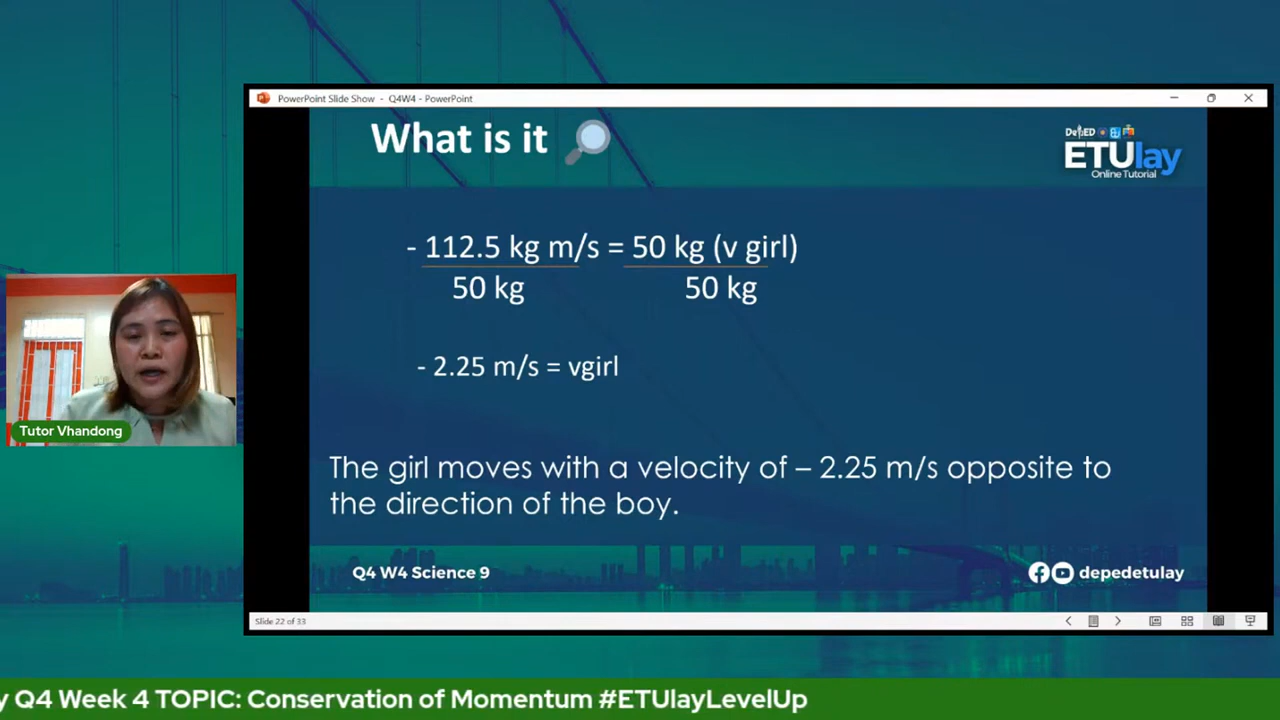 PowerPoint Slide Show - Q4W4 - PowerPoint
What is it
DepED
ETUlay
Online Tutorial
- 112.5 kg m/s = 50 kg (v girl)
50 kg 50 kg
- 2.25 m/s = vgirl
The girl moves with a velocity of – 2.25 m/s opposite to
the direction of the boy.
Tutor Vhandong
Q4 W4 Science 9
depedetulay
Slide 22 of 33
y Q4 Week 4 TOPIC: Conservation of Momentum #ETUlayLevelUp